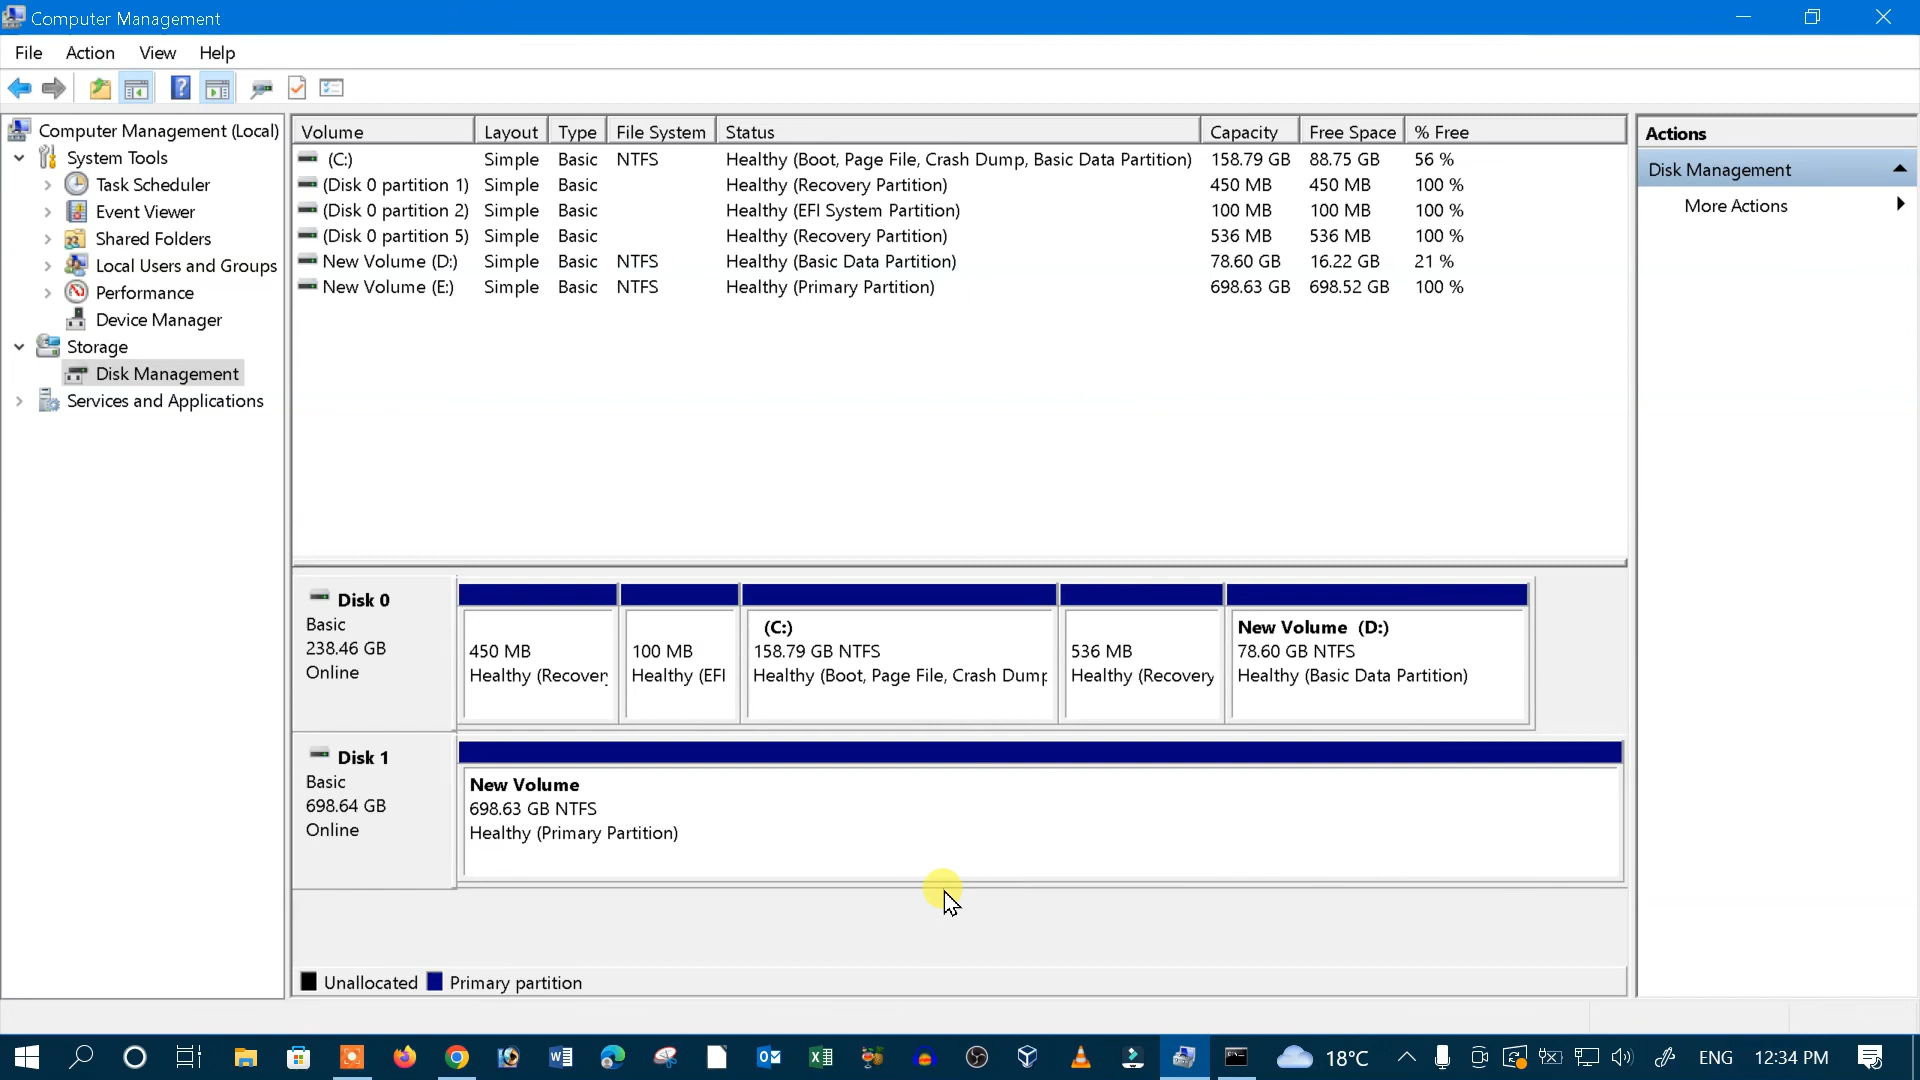 Computer Management
File Action View Help
Computer Management (Local)
System Tools
Task Scheduler
Event Viewer
Shared Folders
Local Users and Groups
Performance
Device Manager
Storage
Disk Management
Services and Applications
Volume Layout Type File System Status Capacity Free Space % Free
(C:) Simple Basic NTFS Healthy (Boot, Page File, Crash Dump, Basic Data Partition) 158.79 GB 88.75 GB 56 %
(Disk 0 partition 1) Simple Basic Healthy (Recovery Partition) 450 MB 450 MB 100 %
(Disk 0 partition 2) Simple Basic Healthy (EFI System Partition) 100 MB 100 MB 100 %
(Disk 0 partition 5) Simple Basic Healthy (Recovery Partition) 536 MB 536 MB 100 %
New Volume (D:) Simple Basic NTFS Healthy (Basic Data Partition) 78.60 GB 16.22 GB 21 %
New Volume (E:) Simple Basic NTFS Healthy (Primary Partition) 698.63 GB 698.52 GB 100 %
Actions
Disk Management
More Actions
Disk 0
Basic
238.46 GB
Online
450 MB
Healthy (Recover
100 MB
Healthy (EFI
(C:)
158.79 GB NTFS
Healthy (Boot, Page File, Crash Dump
536 MB
Healthy (Recovery
New Volume (D:)
78.60 GB NTFS
Healthy (Basic Data Partition)
Disk 1
Basic
698.64 GB
Online
New Volume
698.63 GB NTFS
Healthy (Primary Partition)
Unallocated Primary partition
18°C ENG 12:34 PM